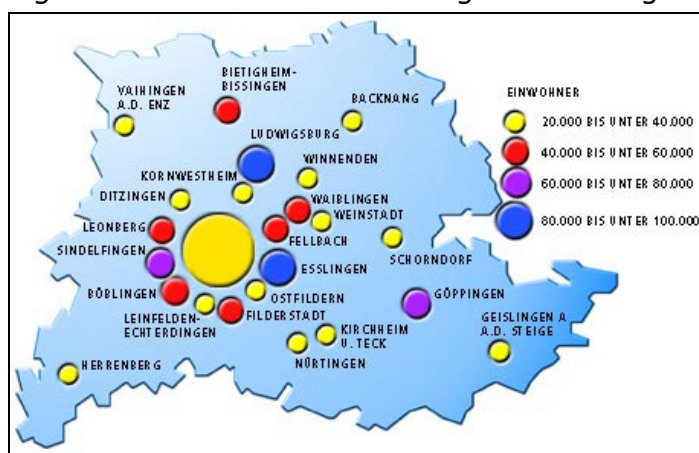 BIETIGHEIM-
BISSINGEN
VAIHINGEN
A.D. ENZ
BACKNANG
LUDWIGSBURG
WINNENDEN
KORNWESTHEIM
DITZINGEN
WAIBLINGEN
WEINSTADT
LEONBERG
FELLBACH
SINDELFINGEN
SCHORNDORF
ESSLINGEN
BÖBLINGEN
OSTFILDERN
GÖPPINGEN
LEINFELDEN-
ECHTERDINGEN
FILDERSTADT
GEISLINGEN A
A.D. STEIGE
KIRCHHEIM
U. TECK
NÜRTINGEN
HERRENBERG
EINWOHNER
20.000 BIS UNTER 40.000
40.000 BIS UNTER 60.000
60.000 BIS UNTER 80.000
80.000 BIS UNTER 100.000